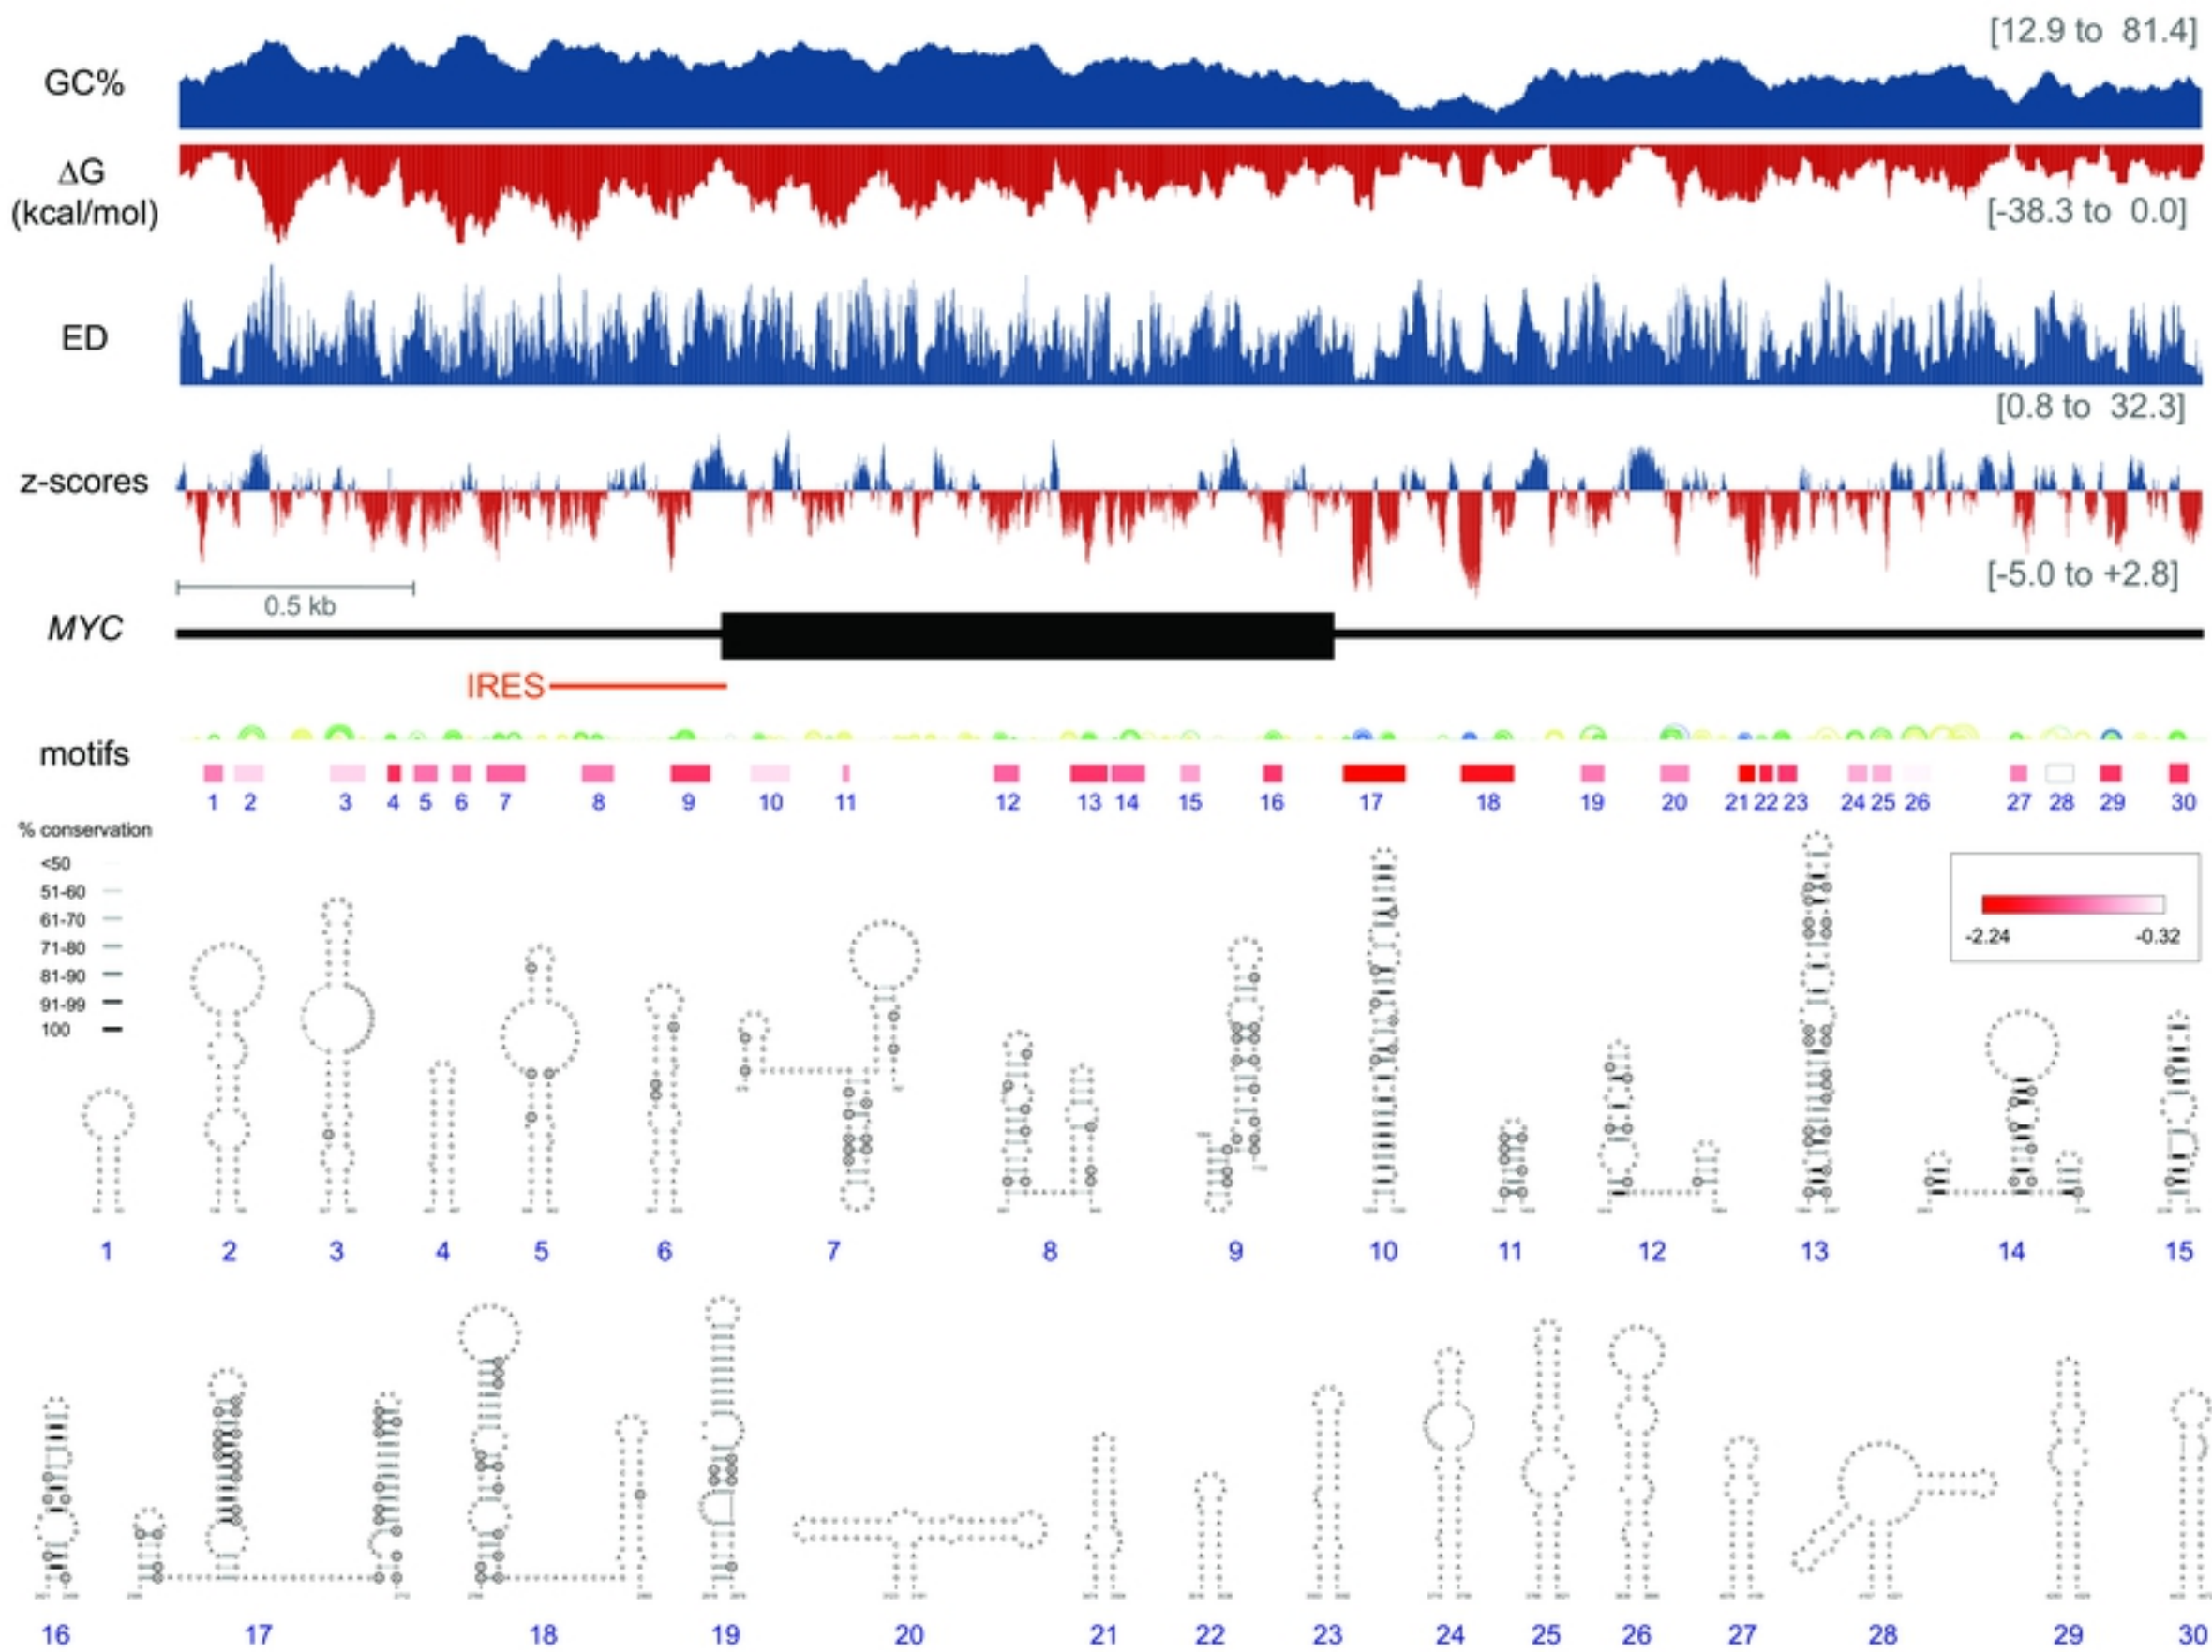 [12.9 to 81.4]
GC%
ΔG
(kcal/mol)
[-38.3 to 0.0]
ED
[0.8 to 32.3]
z-scores
[-5.0 to +2.8]
0.5 kb
MYC
IRES
motifs
1 2 3 4 5 6 7 8 9 10 11 12 13 14 15 16 17 18 19 20 21 22 23 24 25 26 27 28 29 30
% conservation
<50
51-60
61-70
71-80
81-90
91-99
100
-2.24 -0.32
1 2 3 4 5 6 7 8 9 10 11 12 13 14 15
16 17 18 19 20 21 22 23 24 25 26 27 28 29 30